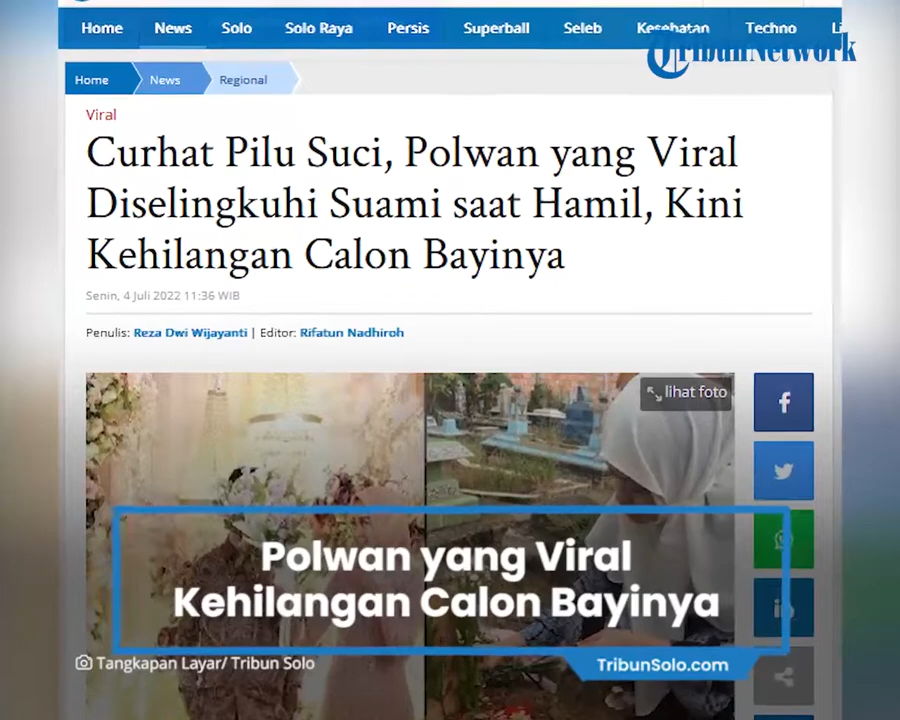 Home News Solo Solo Raya Persis Superball Seleb Kesehatan Techno
TribunNetwork
Home News Regional
Viral
Curhat Pilu Suci, Polwan yang Viral
Diselingkuhi Suami saat Hamil, Kini
Kehilangan Calon Bayinya
Senin, 4 Juli 2022 11:36 WIB
Penulis: Reza Dwi Wijayanti | Editor: Rifatun Nadhiroh
lihat foto
Polwan yang Viral
Kehilangan Calon Bayinya
Tangkapan Layar/ Tribun Solo
TribunSolo.com